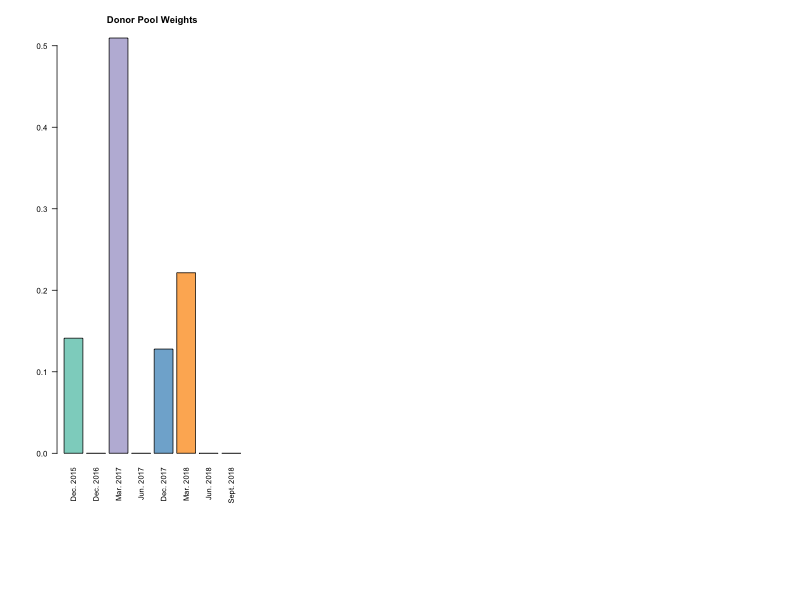 Donor Pool Weights
0.5
0.4
0.3
0.2
0.1
0.0
Dec. 2015
Dec. 2016
Mar. 2017
Jun. 2017
Dec. 2017
Mar. 2018
Jun. 2018
Sept. 2018